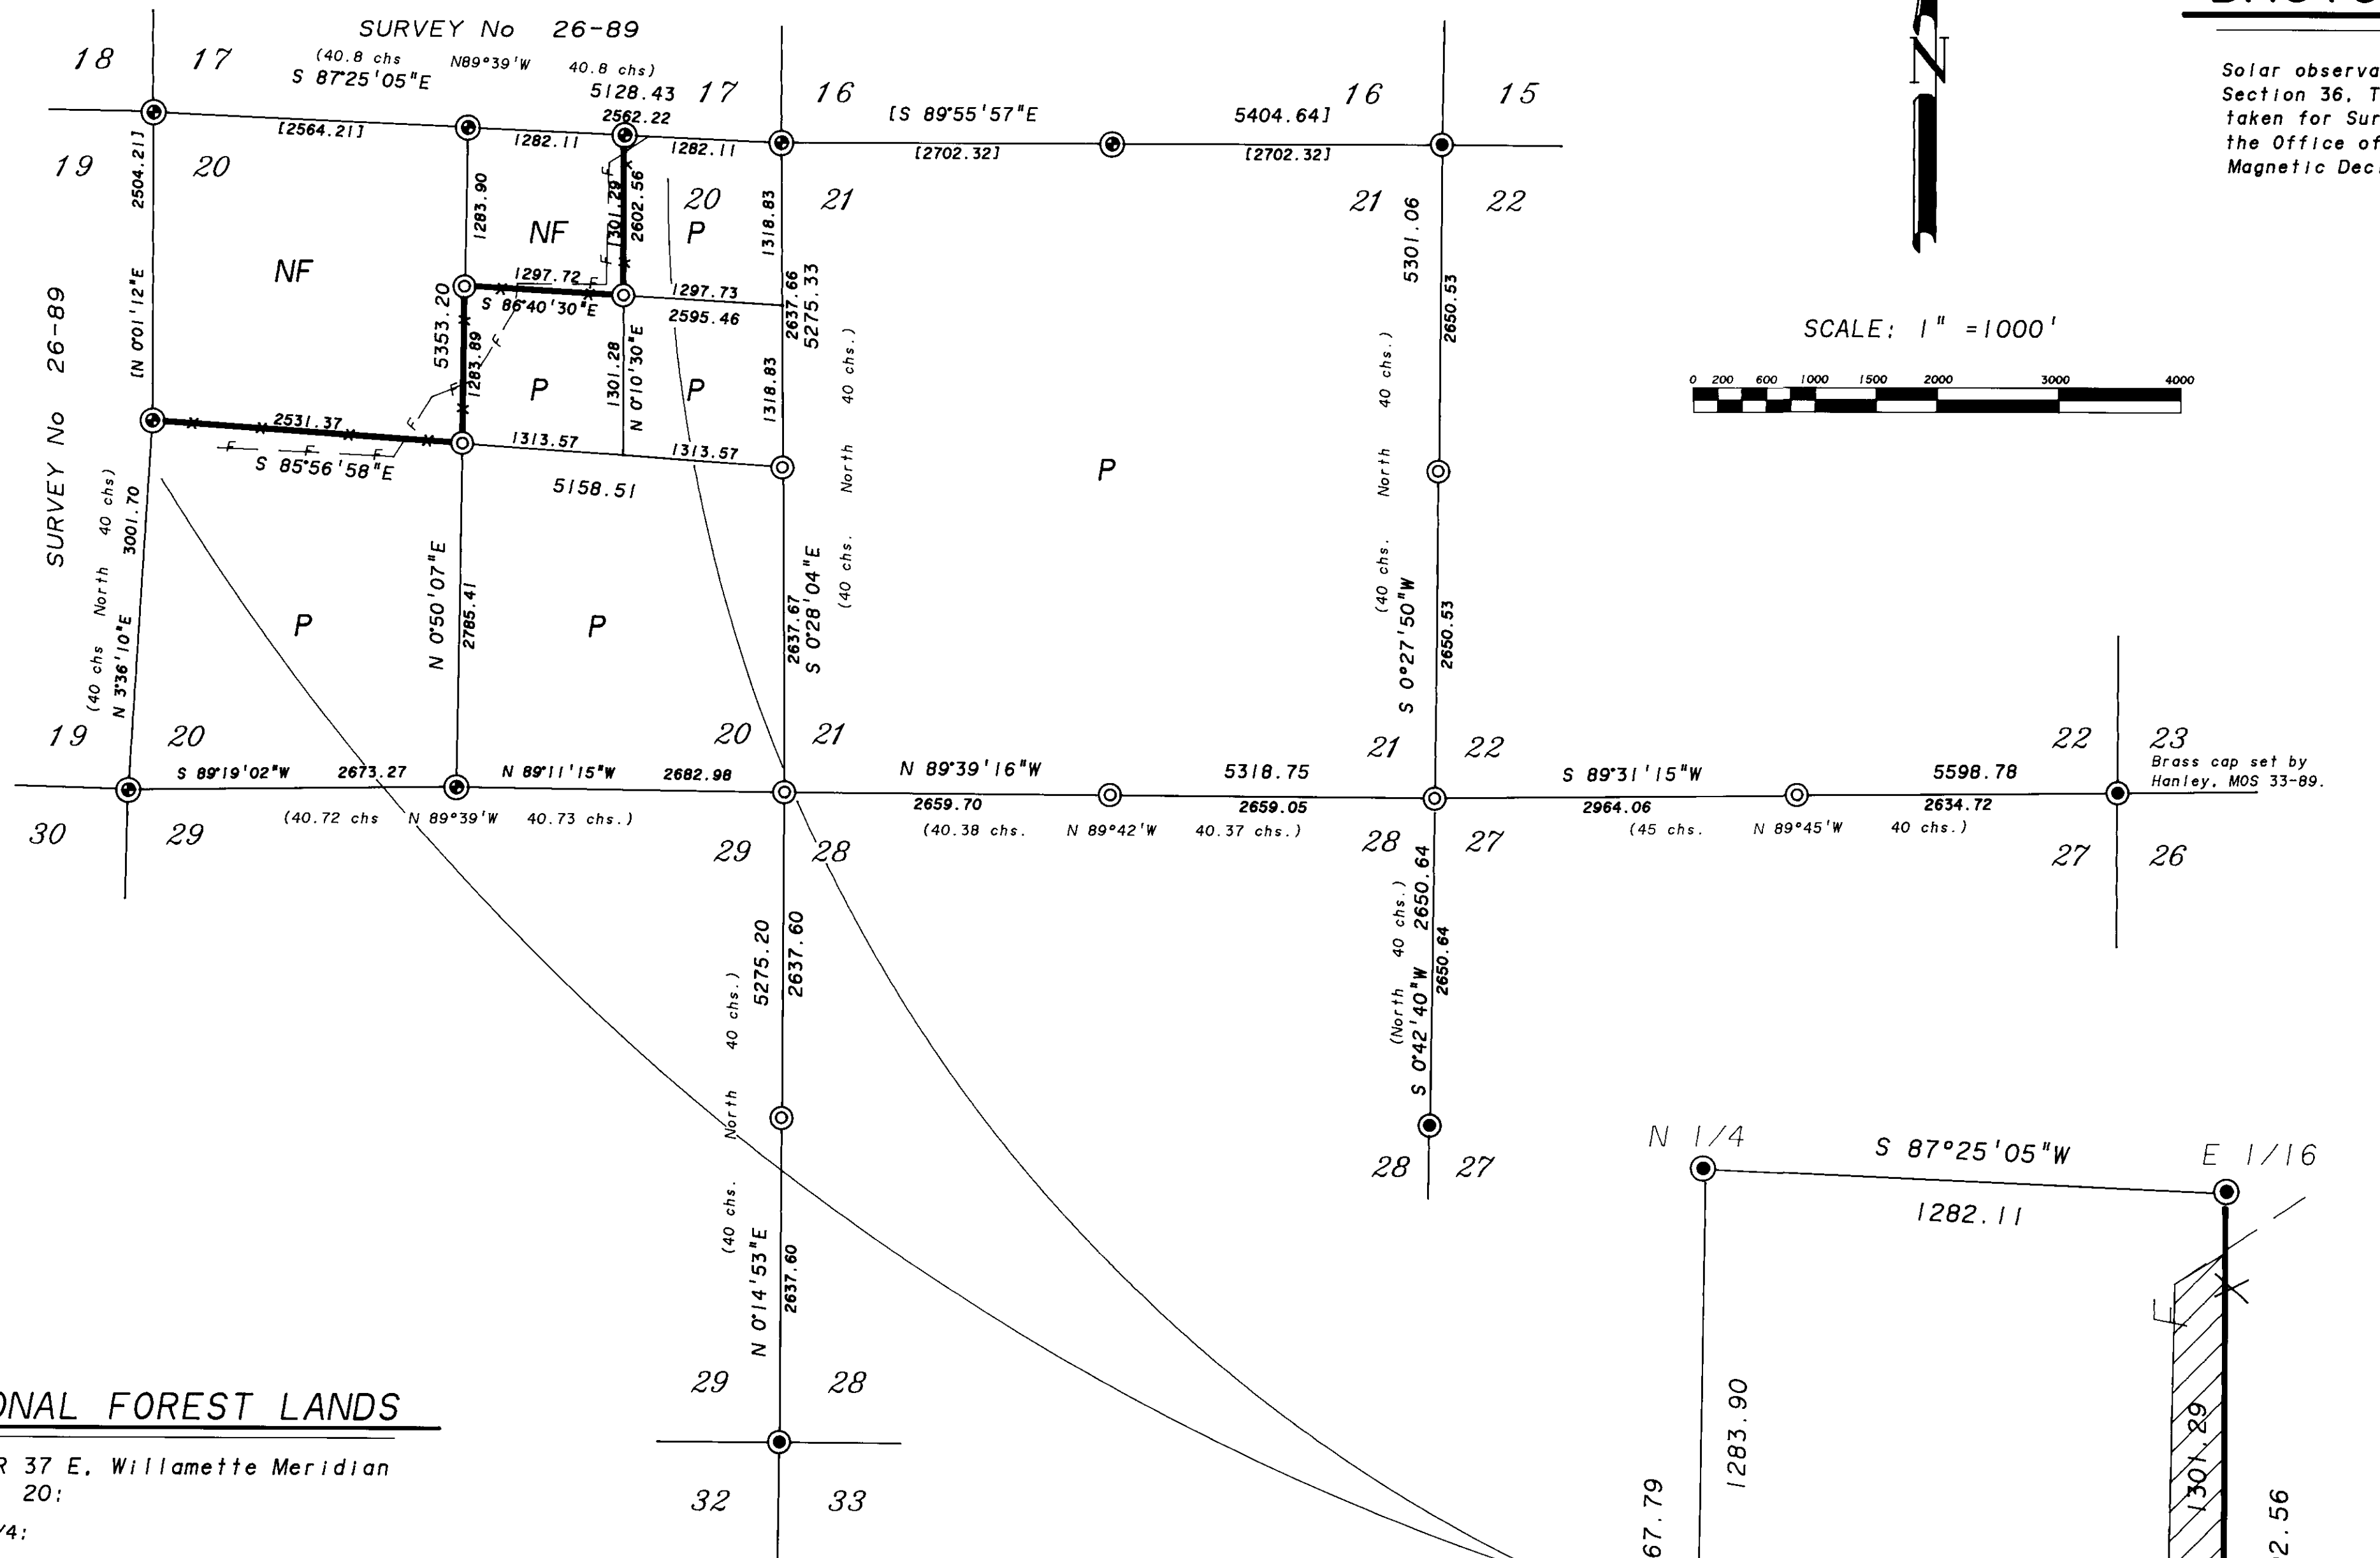 SURVEY No 26-89
(40.8 chs N89°39'W 40.8 chs)
S 87°25'05"E
5128.43
2562.22
18 17
17 16
16 15
[2564.21]
1282.11
1282.11
[S 89°55'57"E 5404.64]
[2702.32]
[2702.32]
19 20
20 21
21 22
2504.21]
[N 0°01'12"E
SURVEY No 26-89
NF
NF
P
1283.90
1301.29
2602.56
1318.83
2637.66
5275.33
1297.72
S 86°40'30"E
1297.73
2595.46
5353.20
1283.89
P
P
1301.28
N 0°10'30"E
1318.83
(40 chs. North 40 chs.)
2531.37
S 85°56'58"E
1313.57
1313.57
5158.51
P
5301.06
2650.53
(40 chs. North 40 chs.)
S 0°27'50"W
2650.53
(40 chs North 40 chs)
3001.70
N 3°36'10"E
N 0°50'07"E
2785.41
P
P
2637.67
S 0°28'04"E
19 20
20 21
21 22
22 23
S 89°19'02"W 2673.27
N 89°11'15"W 2682.98
(40.72 chs N 89°39'W 40.73 chs.)
N 89°39'16"W 5318.75
2659.70
2659.05
(40.38 chs. N 89°42'W 40.37 chs.)
S 89°31'15"W 5598.78
2964.06
2634.72
(45 chs. N 89°45'W 40 chs.)
Brass cap set by
Hanley, MOS 33-89.
30 29
29 28
28 27
27 26
5275.20
2637.60
(40 chs. North 40 chs.)
N 0°14'53"E
2637.60
(North 40 chs.)
S 0°42'40"W 2650.64
2650.64
28 27
29 28
32 33
N
SCALE: 1" =1000'
0 200 600 1000 1500 2000 3000 4000
Solar observa
Section 36, T
taken for Sur
the Office of
Magnetic Dec
N 1/4
S 87°25'05"W
E 1/16
1282.11
F
X
1283.90
1301.29
67.79
2.56
ONAL FOREST LANDS
R 37 E, Willamette Meridian
20:
/4: